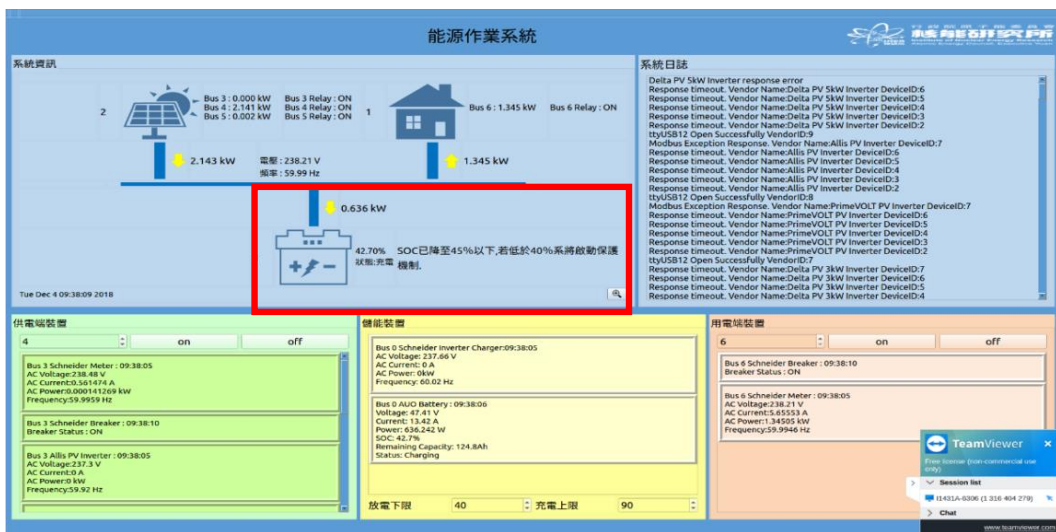 能源作業系統
核能研究所
系統資訊
2
Bus 3 : 0.000 kW Bus 3 Relay : ON
Bus 4 : 2.141 kW Bus 4 Relay : ON
Bus 5 : 0.002 kW Bus 5 Relay : ON
1
Bus 6 : 1.345 kW Bus 6 Relay : ON
2.143 kW
電壓 : 238.21 V
頻率 : 59.99 Hz
1.345 kW
0.636 kW
42.70%
狀態:充電
SOC已降至45%以下,若低於40%系將啟動保護
機制.
Tue Dec 4 09:38:09 2018
系統日誌
Delta PV 5kW Inverter response error
Response timeout. Vendor Name:Delta PV 5kW Inverter DeviceID:6
Response timeout. Vendor Name:Delta PV 5kW Inverter DeviceID:5
Response timeout. Vendor Name:Delta PV 5kW Inverter DeviceID:4
Response timeout. Vendor Name:Delta PV 5kW Inverter DeviceID:3
Response timeout. Vendor Name:Delta PV 5kW Inverter DeviceID:2
ttyUSB12 Open Successfully VendorID:9
Modbus Exception Response. Vendor Name:Allis PV Inverter DeviceID:7
Response timeout. Vendor Name:Allis PV Inverter DeviceID:6
Response timeout. Vendor Name:Allis PV Inverter DeviceID:5
Response timeout. Vendor Name:Allis PV Inverter DeviceID:4
Response timeout. Vendor Name:Allis PV Inverter DeviceID:3
Response timeout. Vendor Name:Allis PV Inverter DeviceID:2
ttyUSB12 Open Successfully VendorID:8
Modbus Exception Response. Vendor Name:PrimeVOLT PV Inverter DeviceID:7
Response timeout. Vendor Name:PrimeVOLT PV Inverter DeviceID:6
Response timeout. Vendor Name:PrimeVOLT PV Inverter DeviceID:5
Response timeout. Vendor Name:PrimeVOLT PV Inverter DeviceID:4
Response timeout. Vendor Name:PrimeVOLT PV Inverter DeviceID:3
Response timeout. Vendor Name:PrimeVOLT PV Inverter DeviceID:2
ttyUSB12 Open Successfully VendorID:7
Response timeout. Vendor Name:Delta PV 3kW Inverter DeviceID:7
Response timeout. Vendor Name:Delta PV 3kW Inverter DeviceID:6
Response timeout. Vendor Name:Delta PV 3kW Inverter DeviceID:5
Response timeout. Vendor Name:Delta PV 3kW Inverter DeviceID:4
供電端裝置
4 on off
Bus 3 Schneider Meter : 09:38:05
AC Voltage:238.48 V
AC Current:0.561474 A
AC Power:0.000141269 kW
Frequency:59.9959 Hz
Bus 3 Schneider Breaker : 09:38:10
Breaker Status : ON
Bus 3 Allis PV Inverter : 09:38:05
AC Voltage:237.3 V
AC Current:0 A
AC Power:0 kW
Frequency:59.92 Hz
儲能裝置
Bus 0 Schneider Inverter Charger:09:38:05
AC Voltage: 237.66 V
AC Current: 0 A
AC Power: 0kW
Frequency: 60.02 Hz
Bus 0 AUO Battery : 09:38:06
Voltage: 47.41 V
Current: 13.42 A
Power: 636.242 W
SOC: 42.7%
Remaining Capacity: 124.8Ah
Status: Charging
放電下限 40 充電上限 90
用電端裝置
6 on off
Bus 6 Schneider Breaker : 09:38:10
Breaker Status : ON
Bus 6 Schneider Meter : 09:38:05
AC Voltage:238.21 V
AC Current:5.65553 A
AC Power:1.34505 kW
Frequency:59.9946 Hz
TeamViewer
Free license (non-commercial use
only)
Session list
I1431A-6306 (1 316 404 279)
Chat
www.teamviewer.com